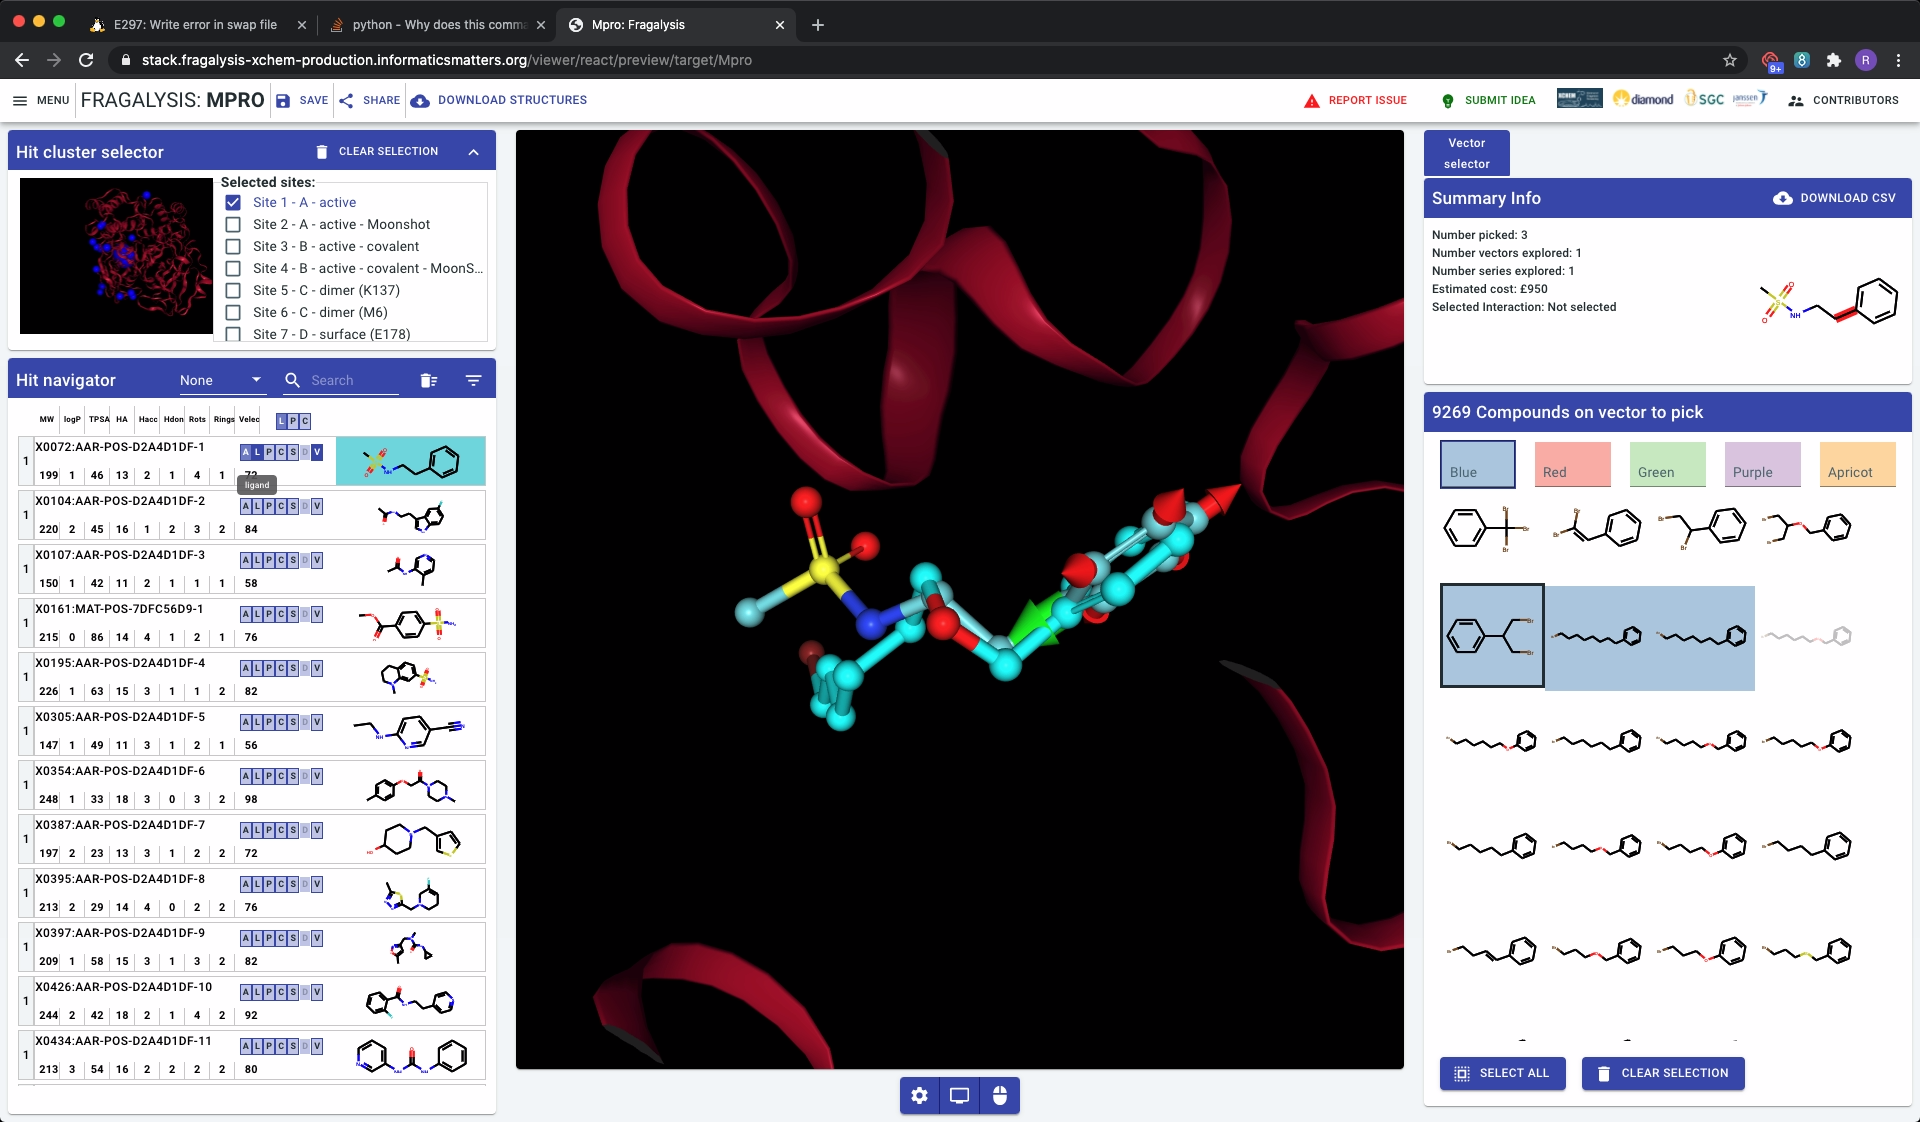 E297: Write error in swap file
python - Why does this comma
Mpro: Fragalysis
stack.fragalysis-xchem-production.informaticsmatters.org/viewer/react/preview/target/Mpro
9+
R
MENU
FRAGALYSIS: MPRO
SAVE
SHARE
DOWNLOAD STRUCTURES
REPORT ISSUE
SUBMIT IDEA
diamond
SGC
janssen
CONTRIBUTORS
Hit cluster selector
CLEAR SELECTION
Selected sites:
Site 1 - A - active
Site 2 - A - active - Moonshot
Site 3 - B - active - covalent
Site 4 - B - active - covalent - MoonS...
Site 5 - C - dimer (K137)
Site 6 - C - dimer (M6)
Site 7 - D - surface (E178)
Hit navigator
None
Search
MW logP TPSA HA Hacc Hdon Rots Rings Velec
L P C
1 X0072:AAR-POS-D2A4D1DF-1 A L P C S D V
199 1 46 13 2 1 4 1 72
ligand
1 X0104:AAR-POS-D2A4D1DF-2 A L P C S D V
220 2 45 16 1 2 3 2 84
1 X0107:AAR-POS-D2A4D1DF-3 A L P C S D V
150 1 42 11 2 1 1 1 58
1 X0161:MAT-POS-7DFC56D9-1 A L P C S D V
215 0 86 14 4 1 2 1 76
1 X0195:AAR-POS-D2A4D1DF-4 A L P C S D V
226 1 63 15 3 1 1 2 82
1 X0305:AAR-POS-D2A4D1DF-5 A L P C S D V
147 1 49 11 3 1 2 1 56
1 X0354:AAR-POS-D2A4D1DF-6 A L P C S D V
248 1 33 18 3 0 3 2 98
1 X0387:AAR-POS-D2A4D1DF-7 A L P C S D V
197 2 23 13 3 1 2 2 72
1 X0395:AAR-POS-D2A4D1DF-8 A L P C S D V
213 2 29 14 4 0 2 2 76
1 X0397:AAR-POS-D2A4D1DF-9 A L P C S D V
209 1 58 15 3 1 3 2 82
1 X0426:AAR-POS-D2A4D1DF-10 A L P C S D V
244 2 42 18 2 1 4 2 92
1 X0434:AAR-POS-D2A4D1DF-11 A L P C S D V
213 3 54 16 2 2 2 2 80
Vector
selector
Summary Info
DOWNLOAD CSV
Number picked: 3
Number vectors explored: 1
Number series explored: 1
Estimated cost: £950
Selected Interaction: Not selected
9269 Compounds on vector to pick
Blue
Red
Green
Purple
Apricot
SELECT ALL
CLEAR SELECTION